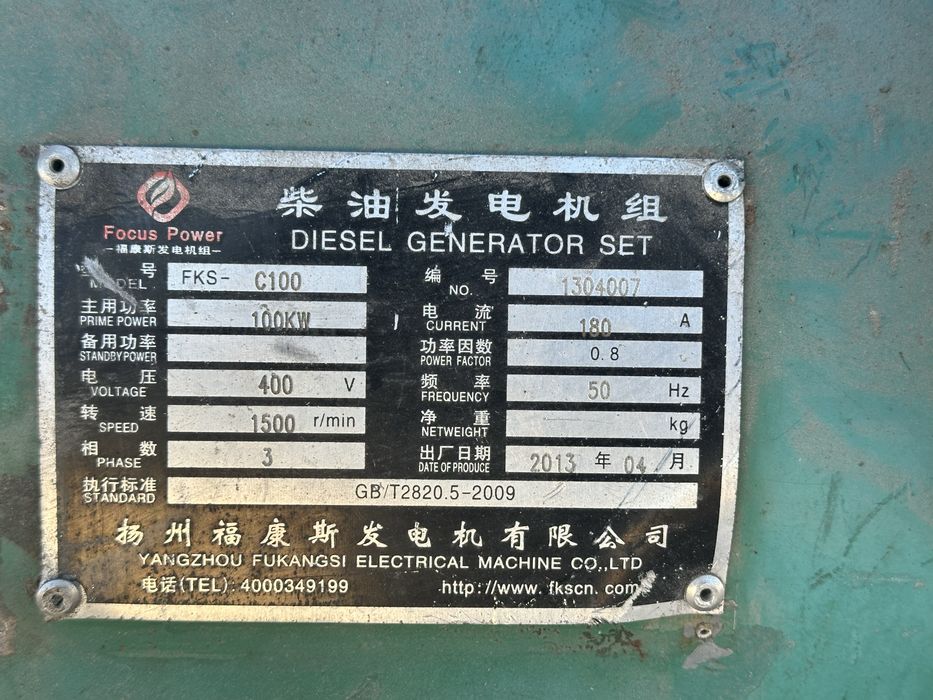 柴油发电机组
Focus Power
DIESEL GENERATOR SET
—福康斯发电机组—
号 FKS- C100 编号 1304007
MODEL NO.
主用功率 100KW 电流 180 A
PRIME POWER CURRENT
备用功率 功率因数 0.8
STANDBY POWER POWER FACTOR
电压 400 V 频率 50 Hz
VOLTAGE FREQUENCY
转速 1500 r/min 净重 kg
SPEED NETWEIGHT
相数 3 出厂日期 2013 年 04 月
PHASE DATE OF PRODUCE
执行标准 GB/T2820.5-2009
STANDARD
扬州福康斯发电机有限公司
YANGZHOU FUKANGSI ELECTRICAL MACHINE CO.,LTD
电话(TEL): 4000349199 http://www.fkscn.com